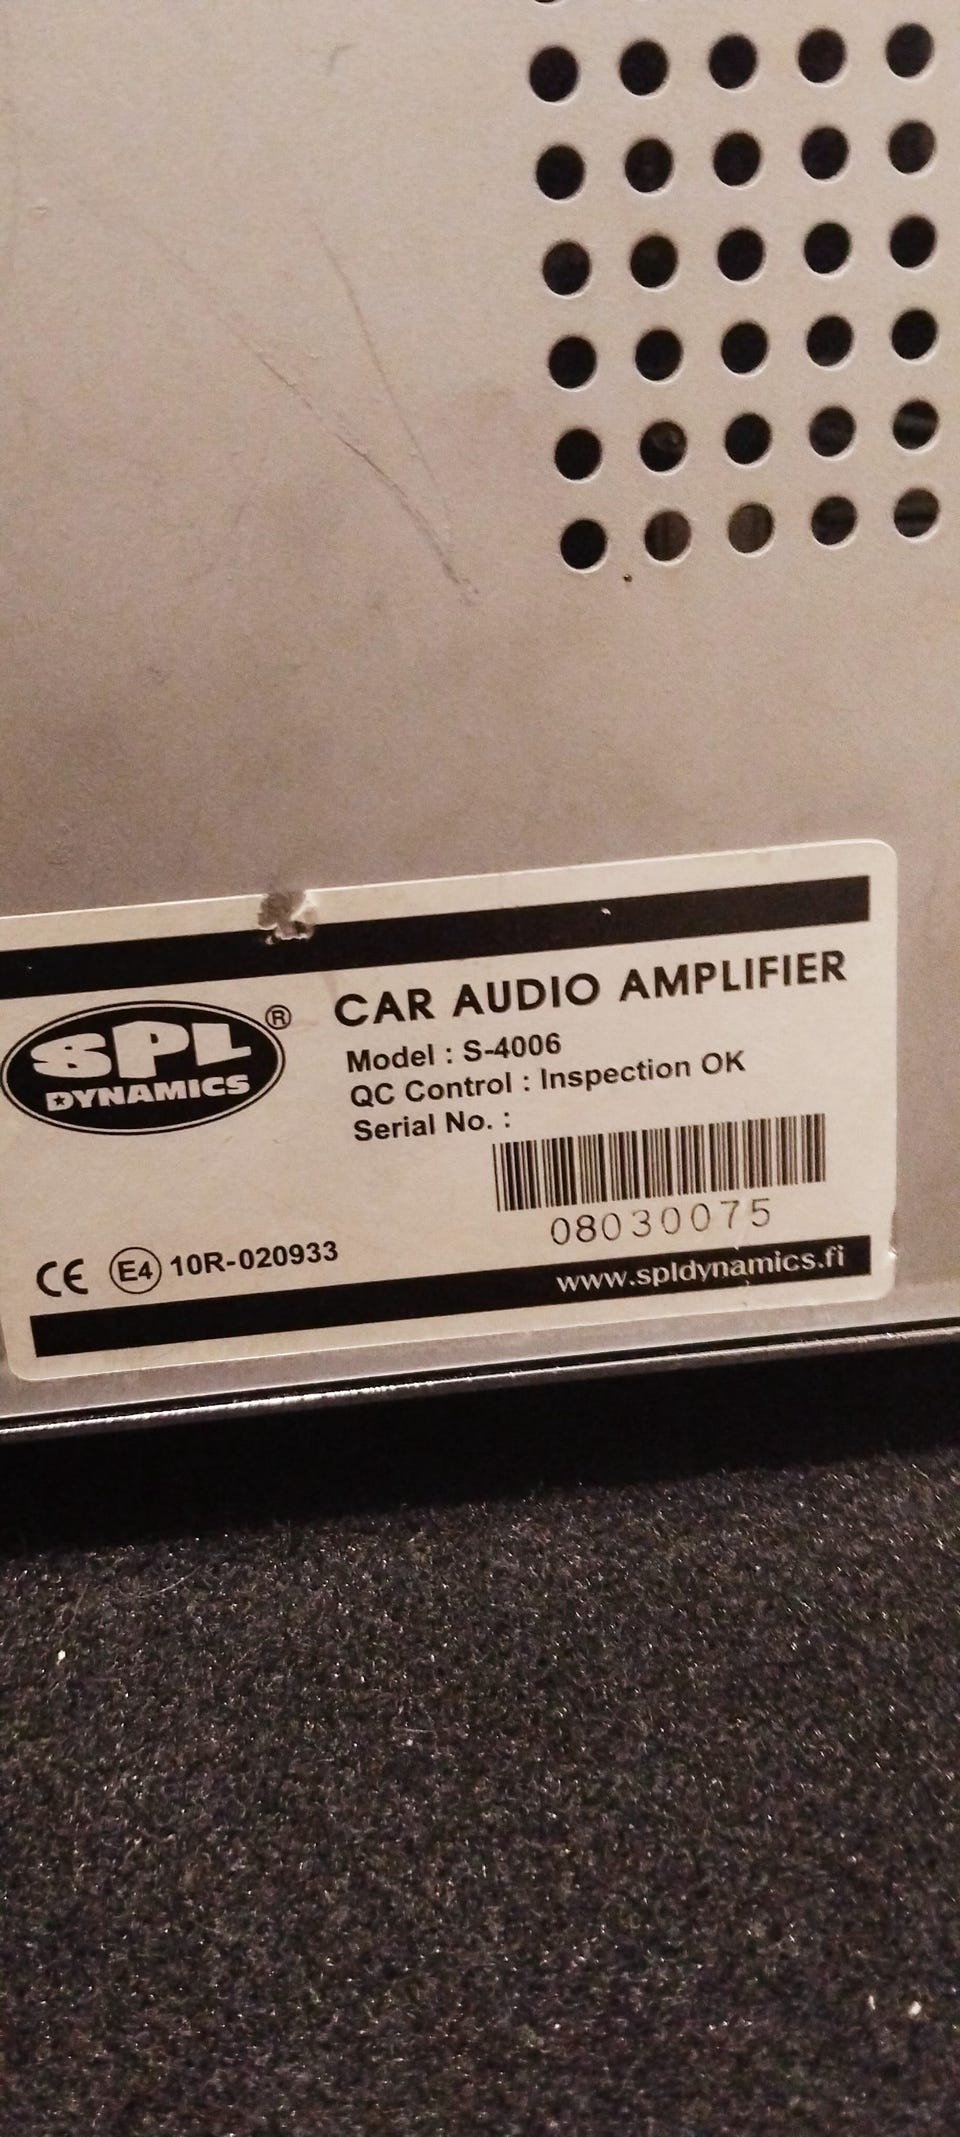 SPL
DYNAMICS
®
CAR AUDIO AMPLIFIER
Model : S-4006
QC Control : Inspection OK
Serial No. :
08030075
CE E4 10R-020933
www.spldynamics.fi